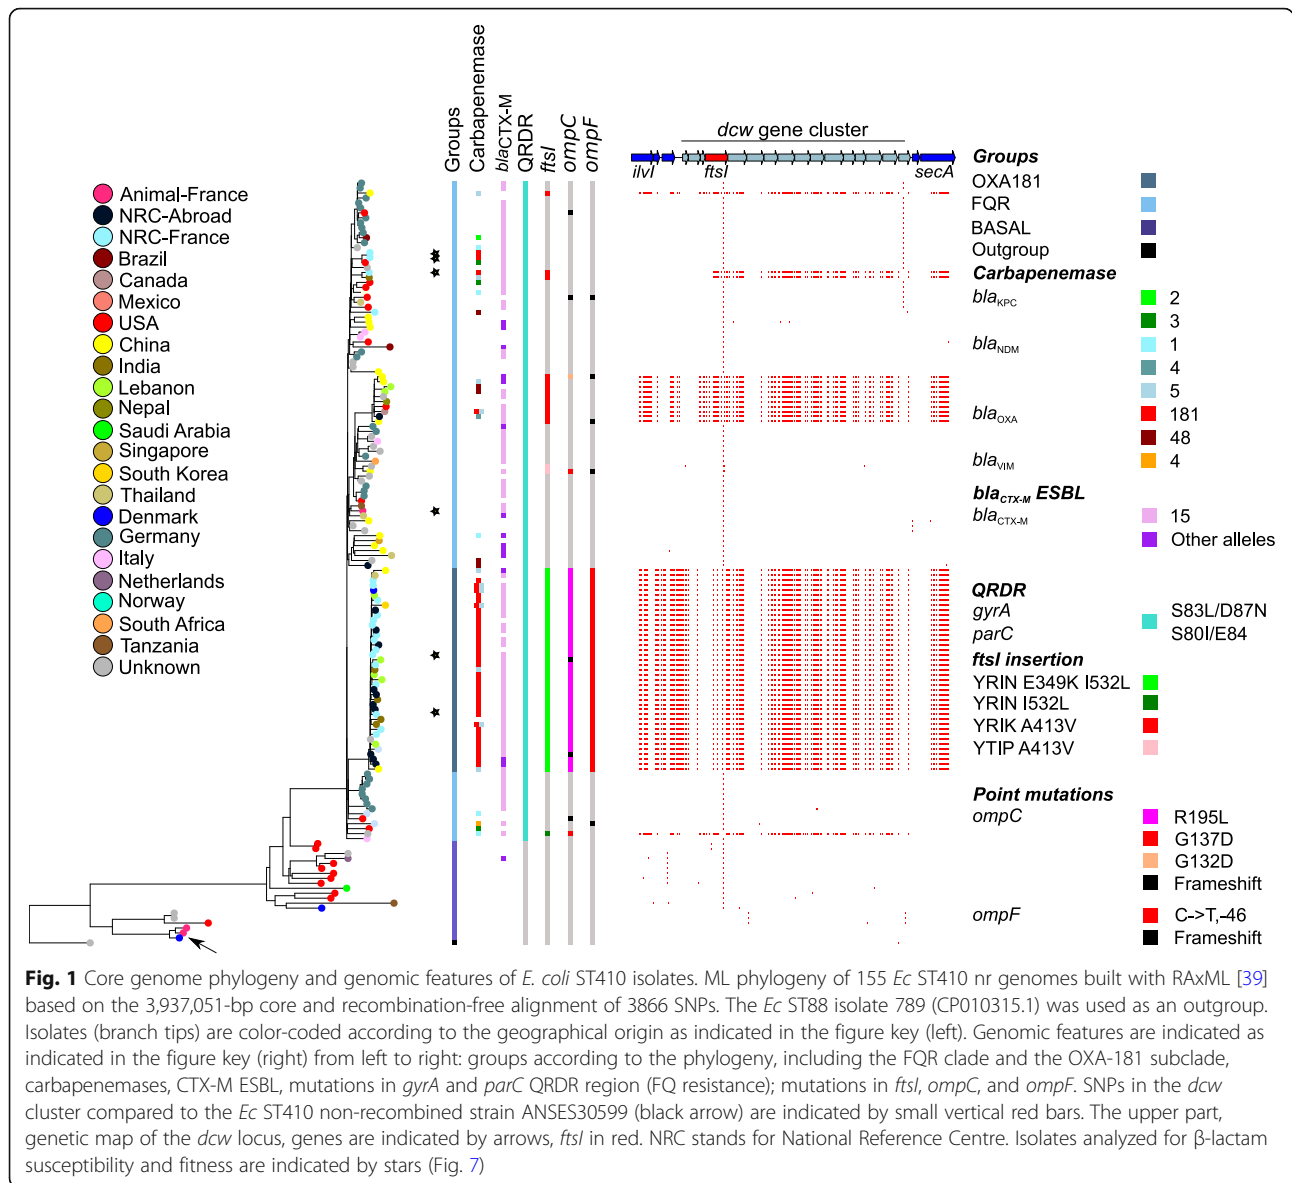 Groups
Carbapenemase
blaCTX-M
QRDR
ftsI
ompC
ompF
dcw gene cluster
ilvI
ftsI
secA
Animal-France
NRC-Abroad
NRC-France
Brazil
Canada
Mexico
USA
China
India
Lebanon
Nepal
Saudi Arabia
Singapore
South Korea
Thailand
Denmark
Germany
Italy
Netherlands
Norway
South Africa
Tanzania
Unknown
Groups
OXA181
FQR
BASAL
Outgroup
Carbapenemase
blaKPC
2
3
blaNDM
1
4
5
blaOXA
181
48
blaVIM
4
blaCTX-M ESBL
blaCTX-M
15
Other alleles
QRDR
gyrA S83L/D87N
parC S80I/E84
ftsI insertion
YRIN E349K I532L
YRIN I532L
YRIK A413V
YTIP A413V
Point mutations
ompC
R195L
G137D
G132D
Frameshift
ompF
C->T,-46
Frameshift
Fig. 1 Core genome phylogeny and genomic features of E. coli ST410 isolates. ML phylogeny of 155 Ec ST410 nr genomes built with RAxML [39]
based on the 3,937,051-bp core and recombination-free alignment of 3866 SNPs. The Ec ST88 isolate 789 (CP010315.1) was used as an outgroup.
Isolates (branch tips) are color-coded according to the geographical origin as indicated in the figure key (left). Genomic features are indicated as
indicated in the figure key (right) from left to right: groups according to the phylogeny, including the FQR clade and the OXA-181 subclade,
carbapenemases, CTX-M ESBL, mutations in gyrA and parC QRDR region (FQ resistance); mutations in ftsI, ompC, and ompF. SNPs in the dcw
cluster compared to the Ec ST410 non-recombined strain ANSES30599 (black arrow) are indicated by small vertical red bars. The upper part,
genetic map of the dcw locus, genes are indicated by arrows, ftsI in red. NRC stands for National Reference Centre. Isolates analyzed for β-lactam
susceptibility and fitness are indicated by stars (Fig. 7)